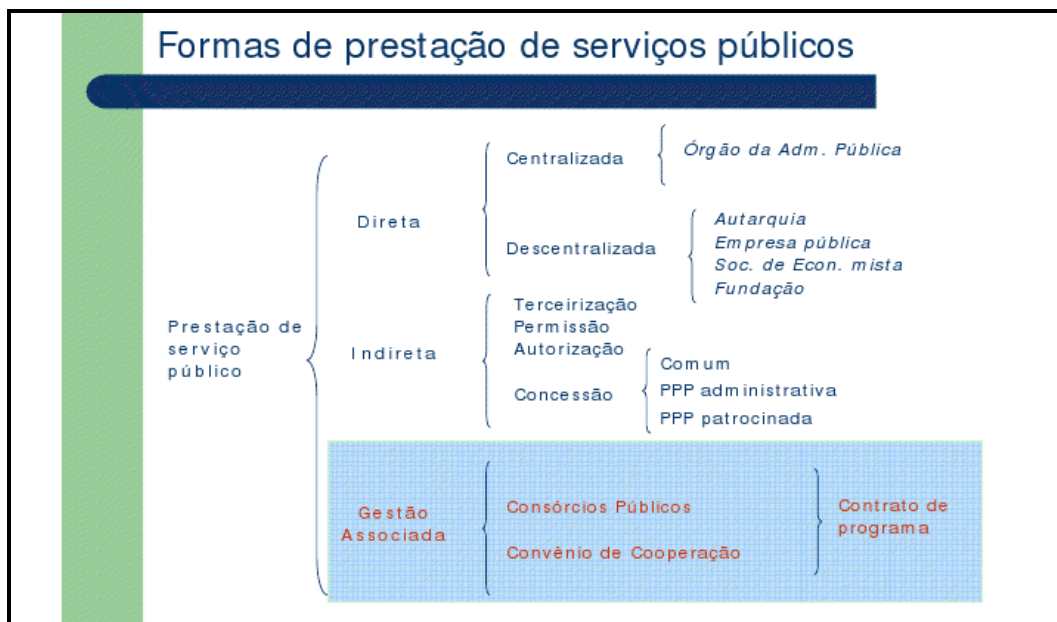 Formas de prestação de serviços públicos
Prestação de
serviço
público
Direta
Centralizada
Órgão da Adm. Pública
Descentralizada
Autarquia
Empresa pública
Soc. de Econ. mista
Fundação
Indireta
Terceirização
Permissão
Autorização
Concessão
Comum
PPP administrativa
PPP patrocinada
Gestão
Associada
Consórcios Públicos
Convênio de Cooperação
Contrato de
programa